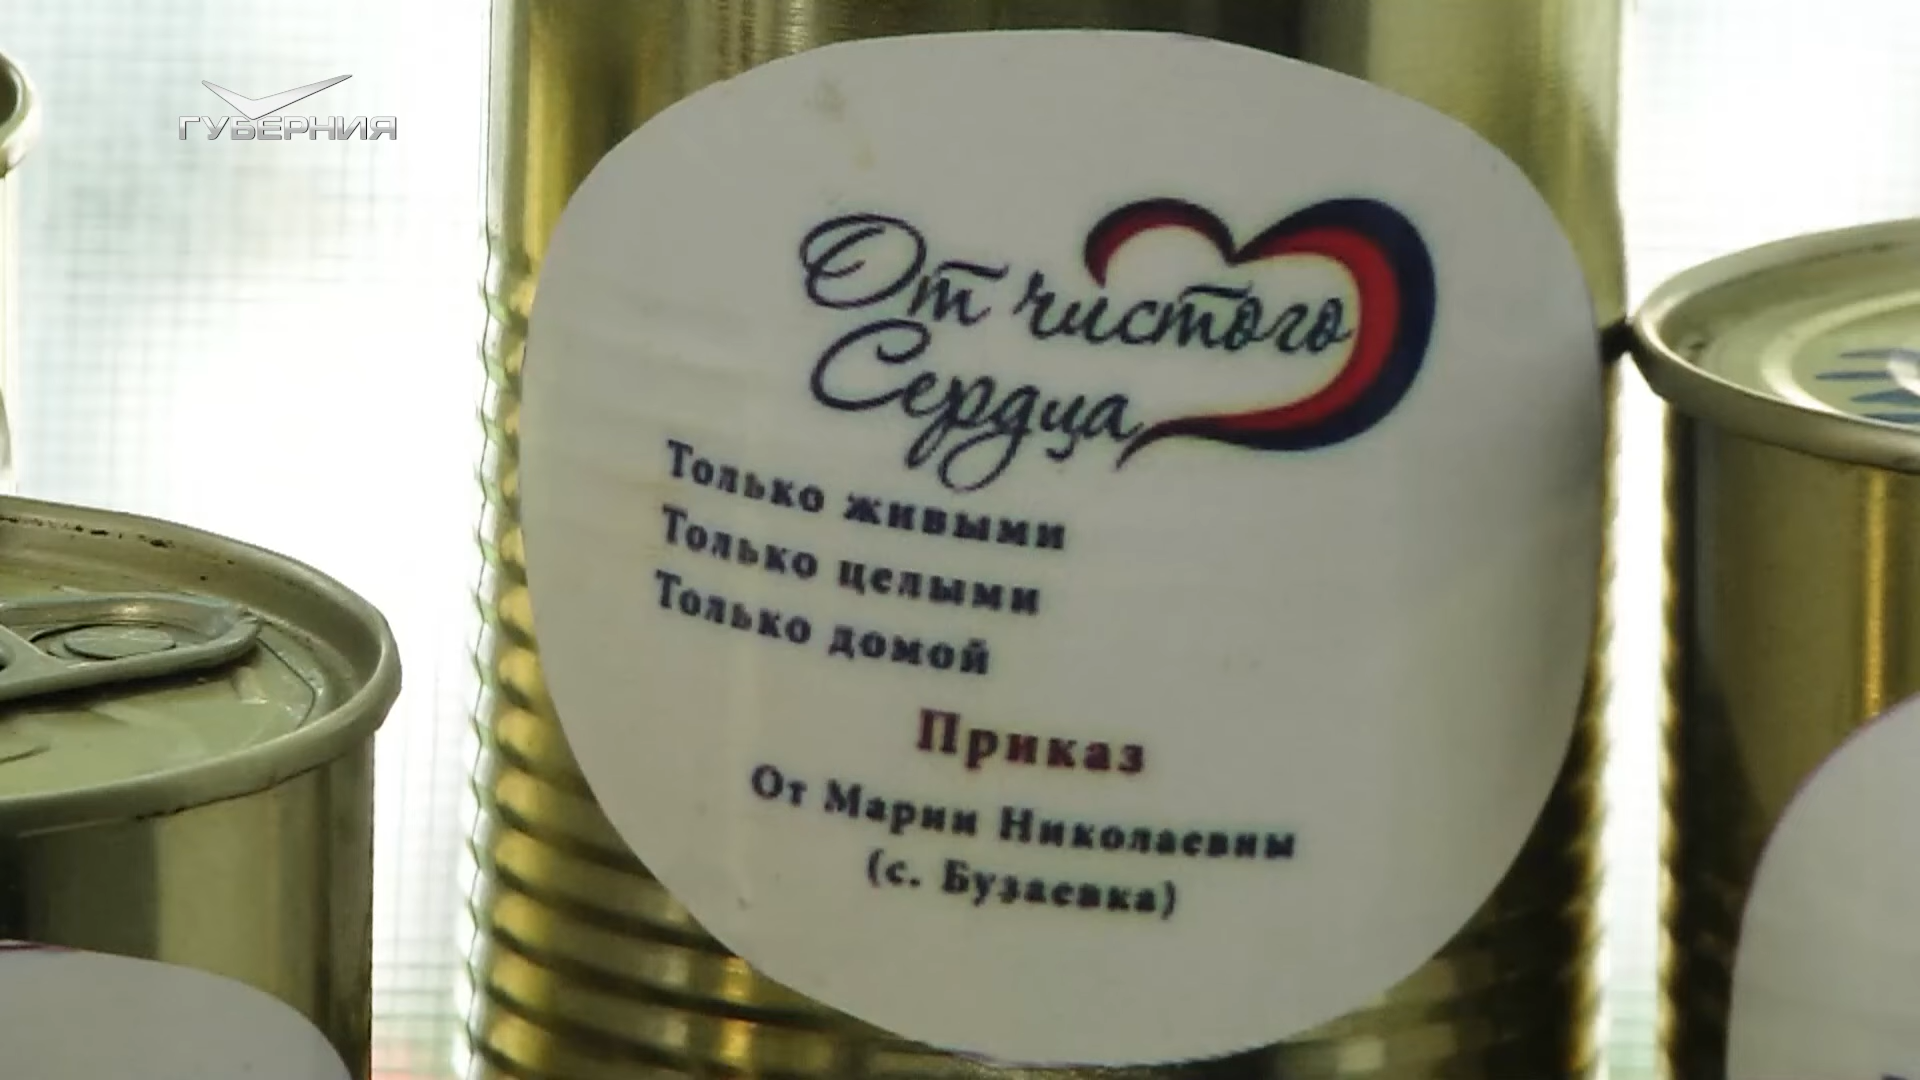 ГУБЕРНИЯ
От чистого
Сердца
Только живыми
Только целыми
Только домой
Приказ
От Марии Николаевны
(с. Бузаевка)